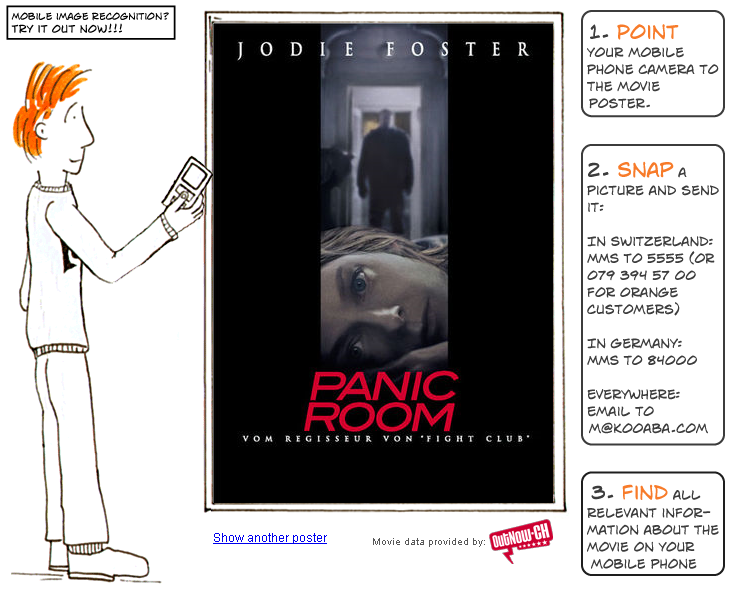 MOBILE IMAGE RECOGNITION?
TRY IT OUT NOW!!!
JODIE FOSTER
PANIC
ROOM
VOM REGISSEUR VON "FIGHT CLUB"
Show another poster
Movie data provided by:
OutNow.CH
1. POINT
YOUR MOBILE
PHONE CAMERA TO
THE MOVIE
POSTER.
2. SNAP A
PICTURE AND SEND
IT:
IN SWITZERLAND:
MMS TO 5555 (OR
079 394 57 00
FOR ORANGE
CUSTOMERS)
IN GERMANY:
MMS TO 84000
EVERYWHERE:
EMAIL TO
M@KOOABA.COM
3. FIND ALL
RELEVANT INFOR-
MATION ABOUT THE
MOVIE ON YOUR
MOBILE PHONE